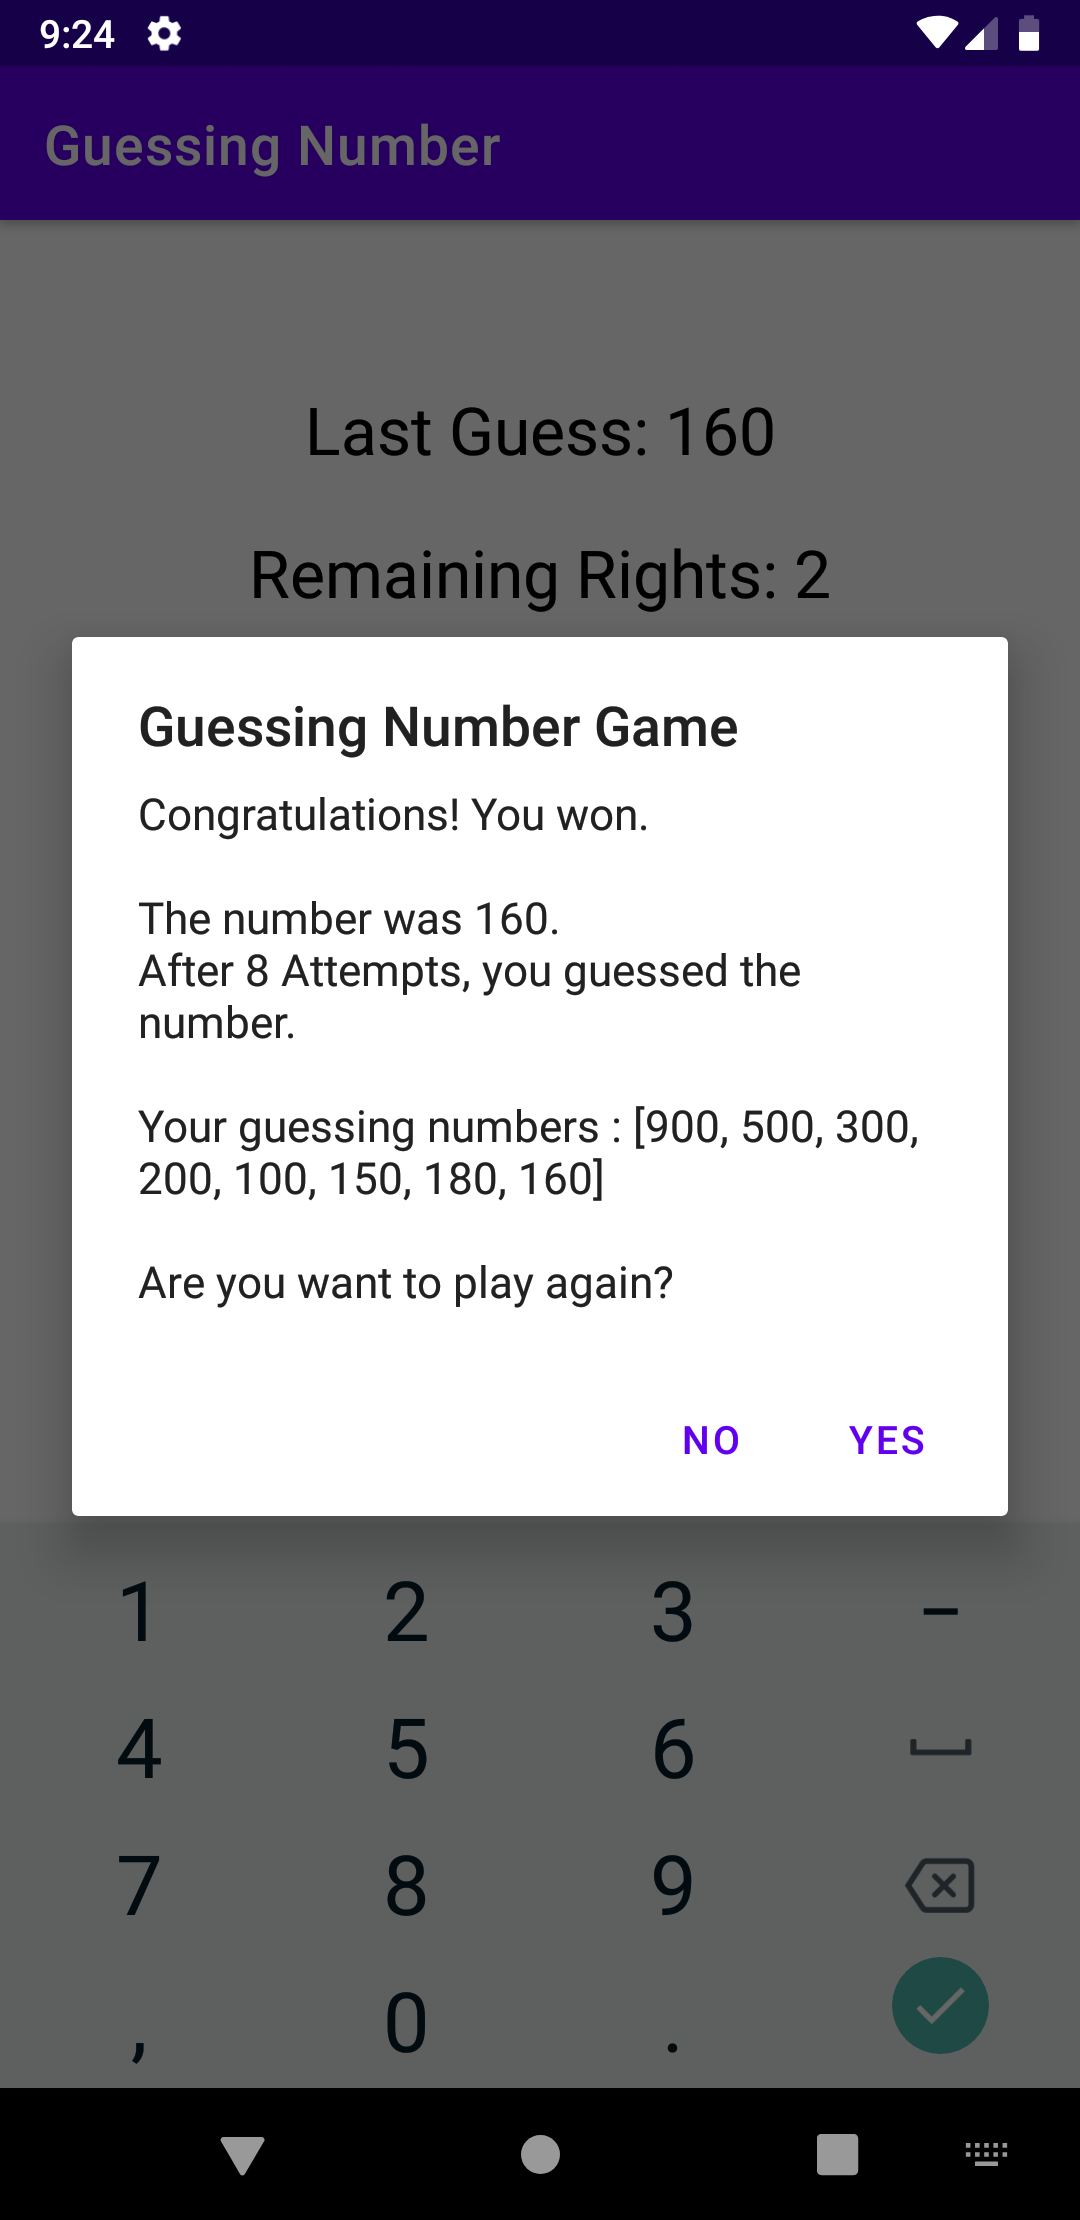 9:24
Guessing Number
Last Guess: 160
Remaining Rights: 2
Guessing Number Game
Congratulations! You won.
The number was 160.
After 8 Attempts, you guessed the
number.
Your guessing numbers : [900, 500, 300,
200, 100, 150, 180, 160]
Are you want to play again?
NO YES
1 2 3 –
4 5 6
7 8 9
, 0 .